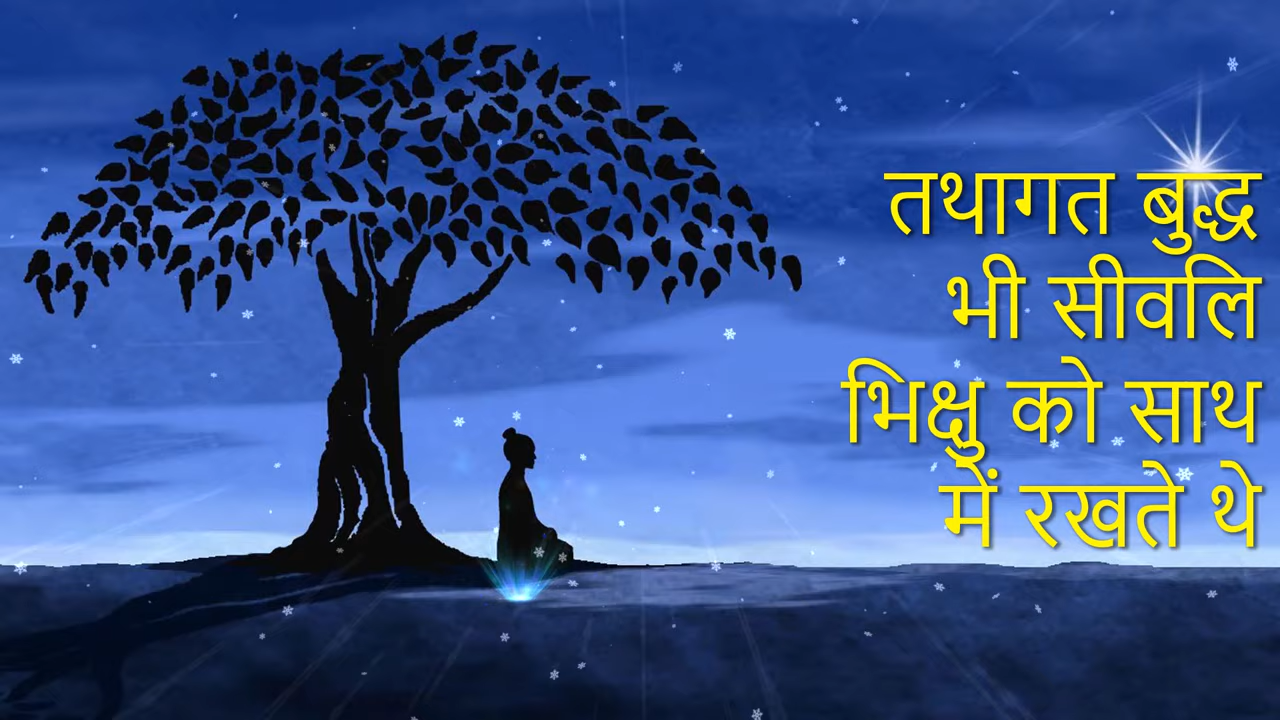 तथागत बुद्ध
भी सीवलि
भिक्षु को साथ
में रखते थे